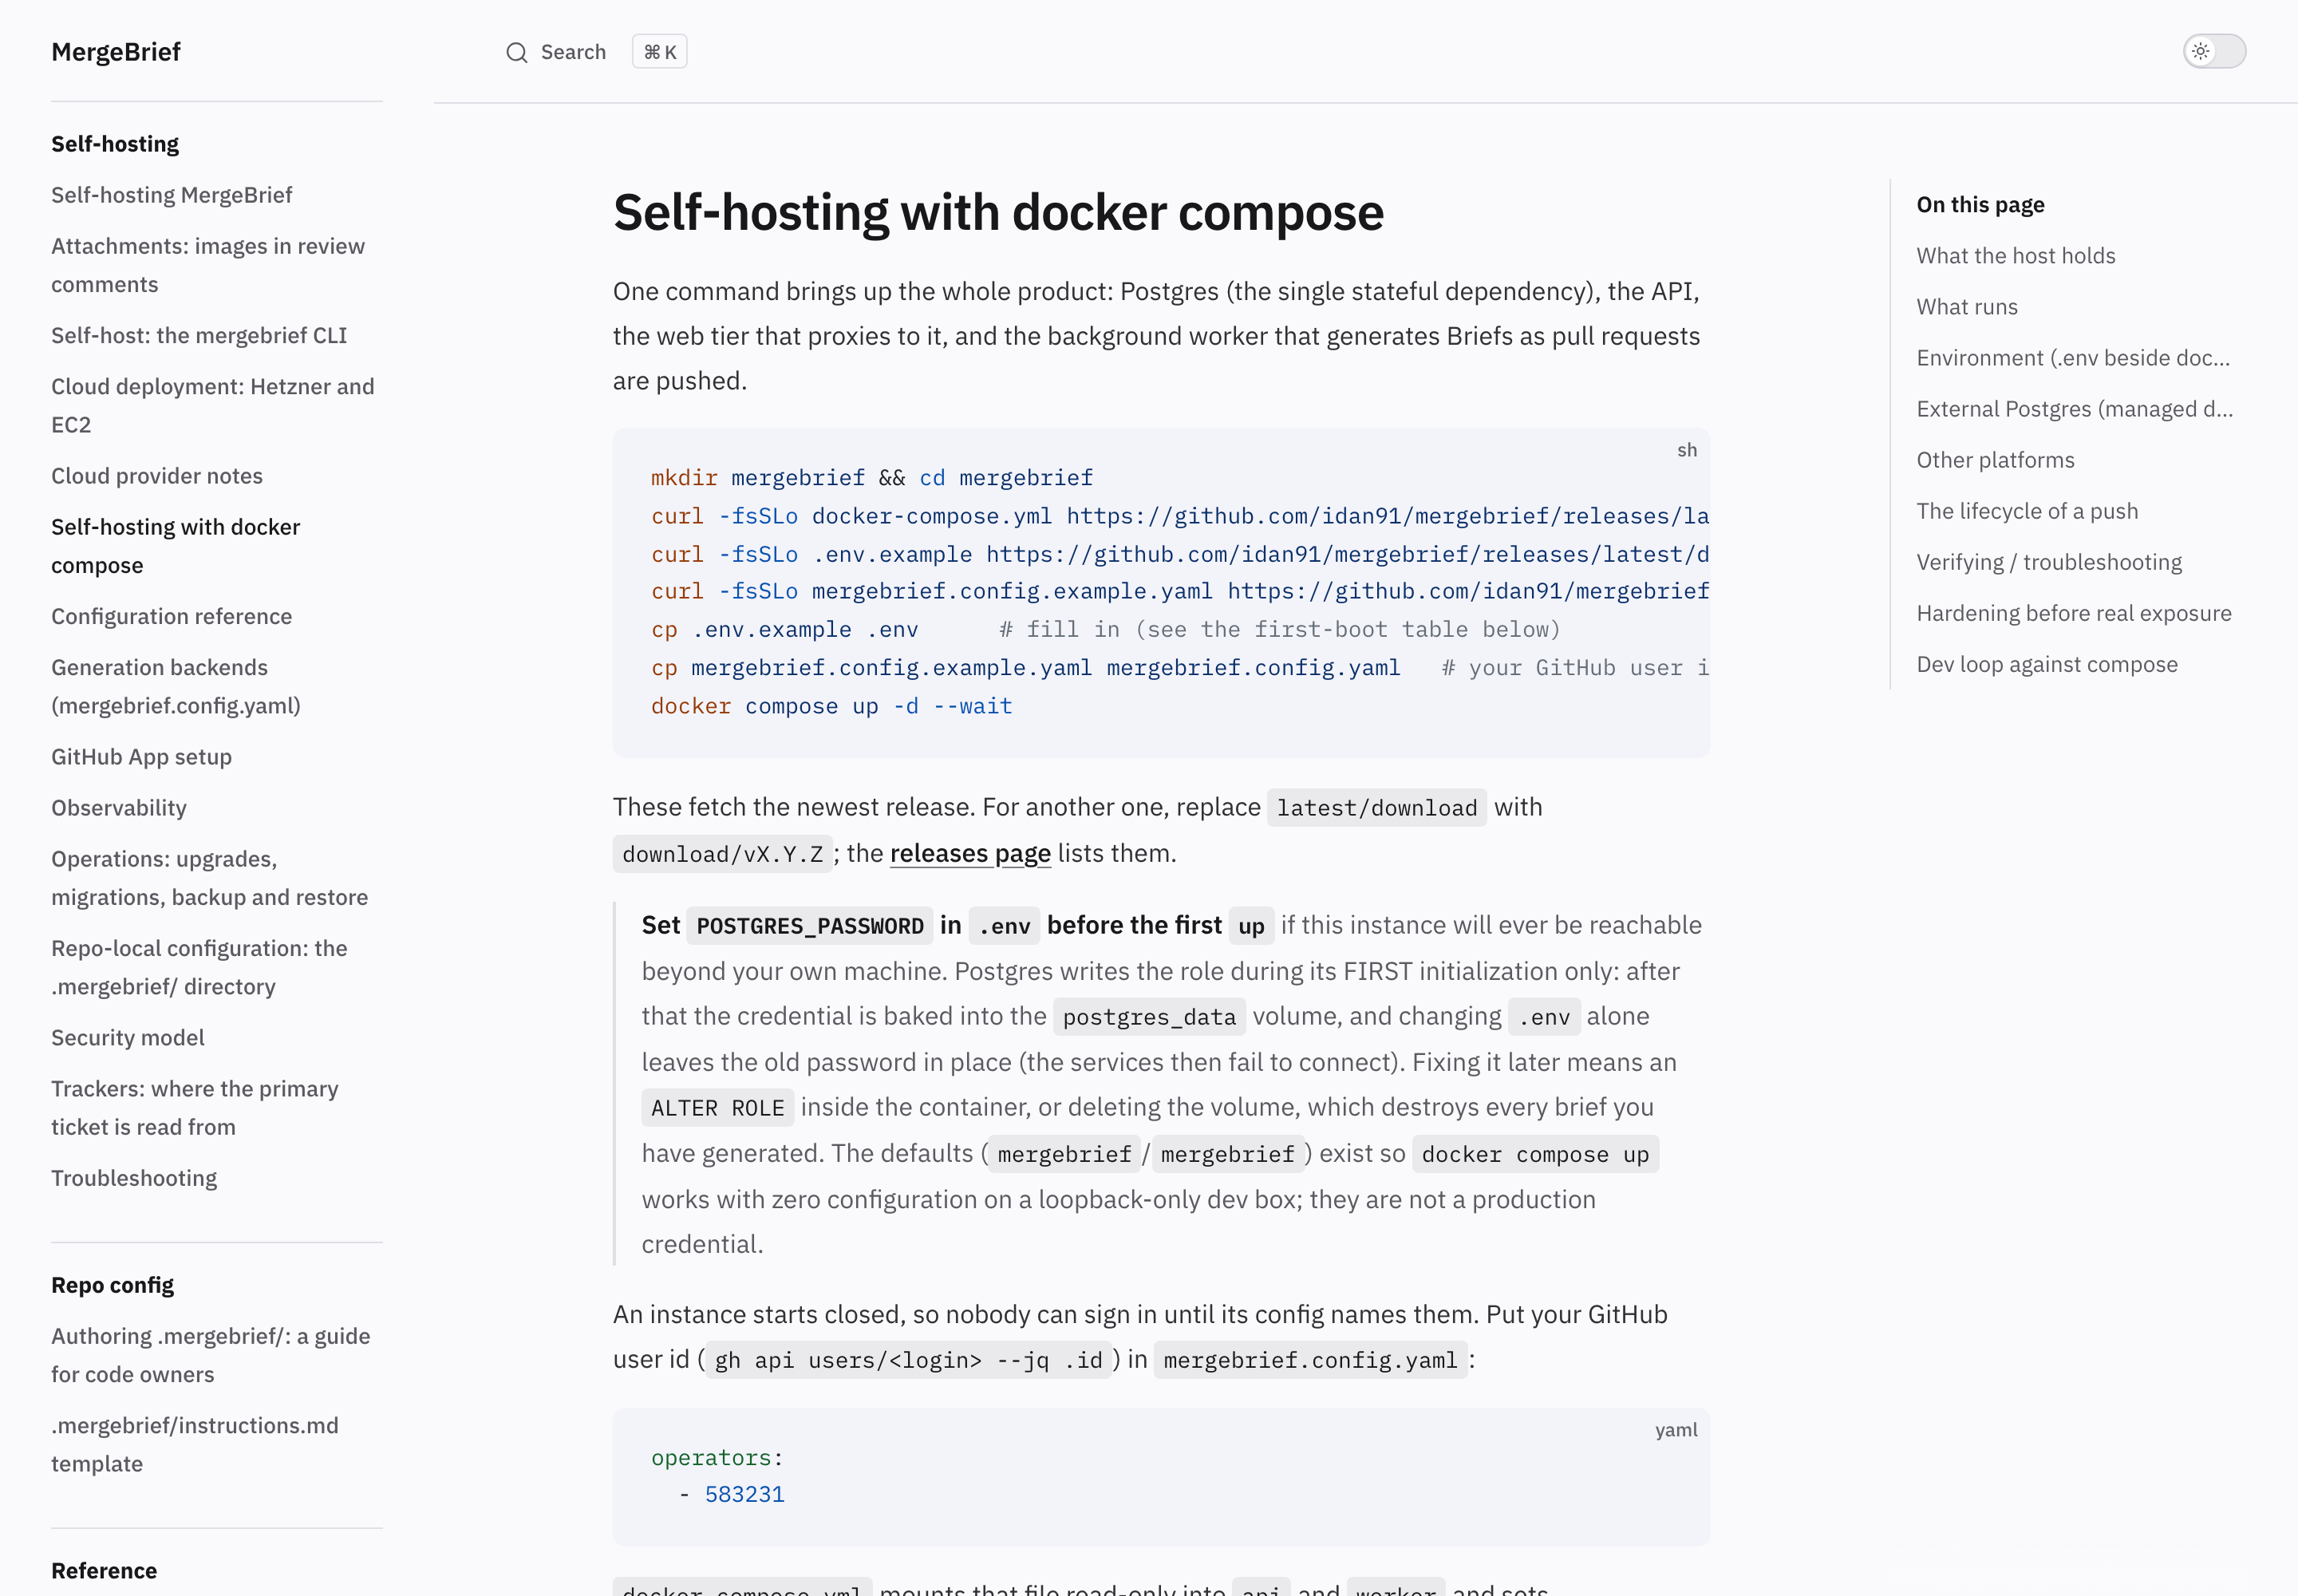 MergeBrief
Search
⌘ K
Self-hosting
Self-hosting MergeBrief
Attachments: images in review
comments
Self-host: the mergebrief CLI
Cloud deployment: Hetzner and
EC2
Cloud provider notes
Self-hosting with docker
compose
Configuration reference
Generation backends
(mergebrief.config.yaml)
GitHub App setup
Observability
Operations: upgrades,
migrations, backup and restore
Repo-local configuration: the
.mergebrief/ directory
Security model
Trackers: where the primary
ticket is read from
Troubleshooting
Repo config
Authoring .mergebrief/: a guide
for code owners
.mergebrief/instructions.md
template
Reference
Self-hosting with docker compose
One command brings up the whole product: Postgres (the single stateful dependency), the API,
the web tier that proxies to it, and the background worker that generates Briefs as pull requests
are pushed.
sh
mkdir mergebrief && cd mergebrief
curl -fsSLo docker-compose.yml https://github.com/idan91/mergebrief/releases/la
curl -fsSLo .env.example https://github.com/idan91/mergebrief/releases/latest/d
curl -fsSLo mergebrief.config.example.yaml https://github.com/idan91/mergebrief
cp .env.example .env      # fill in (see the first-boot table below)
cp mergebrief.config.example.yaml mergebrief.config.yaml   # your GitHub user i
docker compose up -d --wait
These fetch the newest release. For another one, replace latest/download with
download/vX.Y.Z; the releases page lists them.
Set POSTGRES_PASSWORD in .env before the first up if this instance will ever be reachable
beyond your own machine. Postgres writes the role during its FIRST initialization only: after
that the credential is baked into the postgres_data volume, and changing .env alone
leaves the old password in place (the services then fail to connect). Fixing it later means an
ALTER ROLE inside the container, or deleting the volume, which destroys every brief you
have generated. The defaults (mergebrief/mergebrief) exist so docker compose up
works with zero configuration on a loopback-only dev box; they are not a production
credential.
An instance starts closed, so nobody can sign in until its config names them. Put your GitHub
user id (gh api users/<login> --jq .id) in mergebrief.config.yaml:
yaml
operators:
  - 583231
docker-compose.yml mounts that file read-only into api and worker and sets
On this page
What the host holds
What runs
Environment (.env beside doc...
External Postgres (managed d...
Other platforms
The lifecycle of a push
Verifying / troubleshooting
Hardening before real exposure
Dev loop against compose